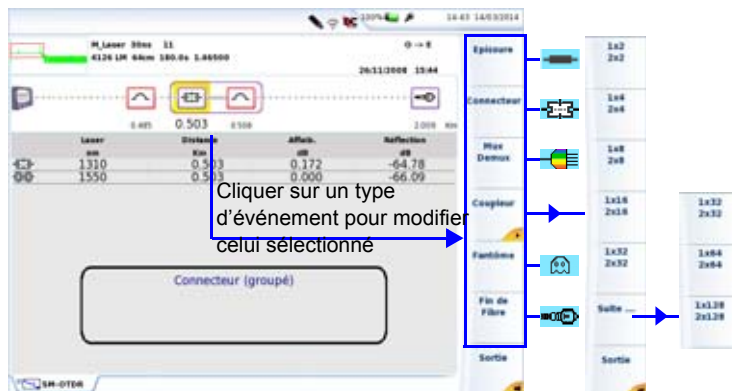 100%
14:43 14/03/2014
M_Laser 30ns 11
4126 LM 64km 180.0s 1.46500
0 -> E
26/11/2008 15:44
0.485 0.503 0.508 2.008 Km
Laser Distance Affaib. Réflection
nm Km dB dB
1310 0.503 0.172 -64.78
1550 0.503 0.000 -66.09
Cliquer sur un type
d'événement pour modifier
celui sélectionné
Connecteur (groupé)
SM-OTDR
Epissure
Connecteur
Mux
Demux
Coupleur
Fantôme
Fin de
Fibre
Sortie
1x2
2x2
1x4
2x4
1x8
2x8
1x16
2x16
1x32
2x32
Suite ...
Sortie
1x32
2x32
1x64
2x64
1x128
2x128